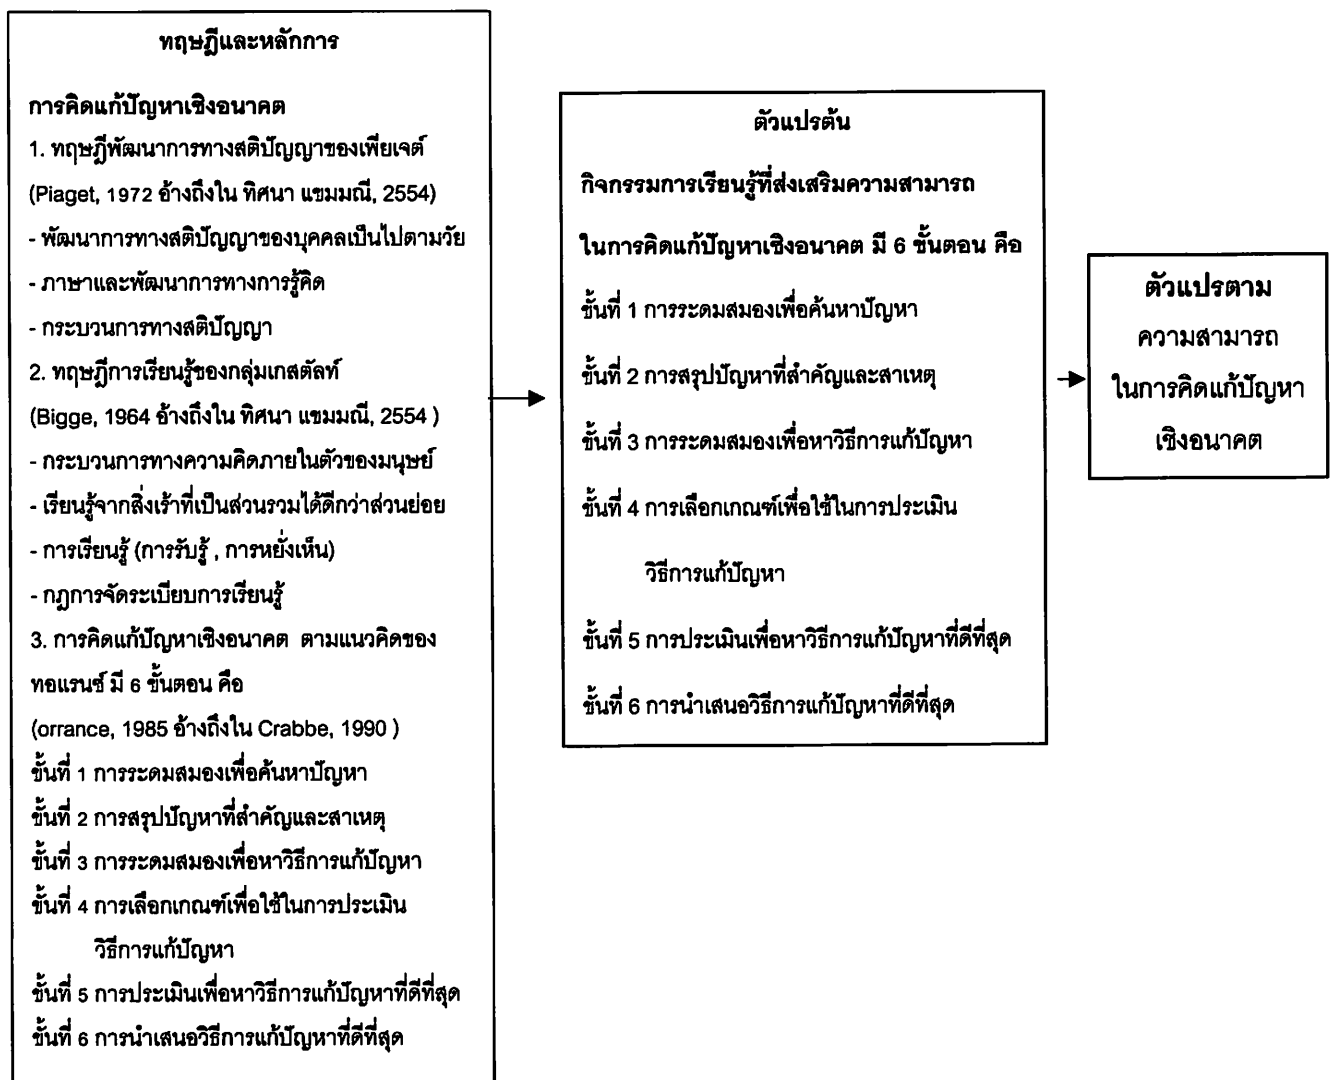 ทฤษฎีและหลักการ
การคิดแก้ปัญหาเชิงอนาคต
1. ทฤษฎีพัฒนาการทางสติปัญญาของเพียเจต์
(Piaget, 1972 อ้างถึงใน ทิศนา แขมมณี, 2554)
- พัฒนาการทางสติปัญญาของบุคคลเป็นไปตามวัย
- ภาษาและพัฒนาการทางการรู้คิด
- กระบวนการทางสติปัญญา
2. ทฤษฎีการเรียนรู้ของกลุ่มเกสตัลท์
(Bigge, 1964 อ้างถึงใน ทิศนา แขมมณี, 2554 )
- กระบวนการทางความคิดภายในตัวของมนุษย์
- เรียนรู้จากสิ่งเร้าที่เป็นส่วนรวมได้ดีกว่าส่วนย่อย
- การเรียนรู้ (การรับรู้ , การหยั่งเห็น)
- กฎการจัดระเบียบการเรียนรู้
3. การคิดแก้ปัญหาเชิงอนาคต ตามแนวคิดของ
ทอแรนซ์ มี 6 ขั้นตอน คือ
(orrance, 1985 อ้างถึงใน Crabbe, 1990 )
ขั้นที่ 1 การระดมสมองเพื่อค้นหาปัญหา
ขั้นที่ 2 การสรุปปัญหาที่สำคัญและสาเหตุ
ขั้นที่ 3 การระดมสมองเพื่อหาวิธีการแก้ปัญหา
ขั้นที่ 4 การเลือกเกณฑ์เพื่อใช้ในการประเมิน
วิธีการแก้ปัญหา
ขั้นที่ 5 การประเมินเพื่อหาวิธีการแก้ปัญหาที่ดีที่สุด
ขั้นที่ 6 การนำเสนอวิธีการแก้ปัญหาที่ดีที่สุด
ตัวแปรต้น
กิจกรรมการเรียนรู้ที่ส่งเสริมความสามารถ
ในการคิดแก้ปัญหาเชิงอนาคต มี 6 ขั้นตอน คือ
ขั้นที่ 1 การระดมสมองเพื่อค้นหาปัญหา
ขั้นที่ 2 การสรุปปัญหาที่สำคัญและสาเหตุ
ขั้นที่ 3 การระดมสมองเพื่อหาวิธีการแก้ปัญหา
ขั้นที่ 4 การเลือกเกณฑ์เพื่อใช้ในการประเมิน
วิธีการแก้ปัญหา
ขั้นที่ 5 การประเมินเพื่อหาวิธีการแก้ปัญหาที่ดีที่สุด
ขั้นที่ 6 การนำเสนอวิธีการแก้ปัญหาที่ดีที่สุด
ตัวแปรตาม
ความสามารถ
ในการคิดแก้ปัญหา
เชิงอนาคต